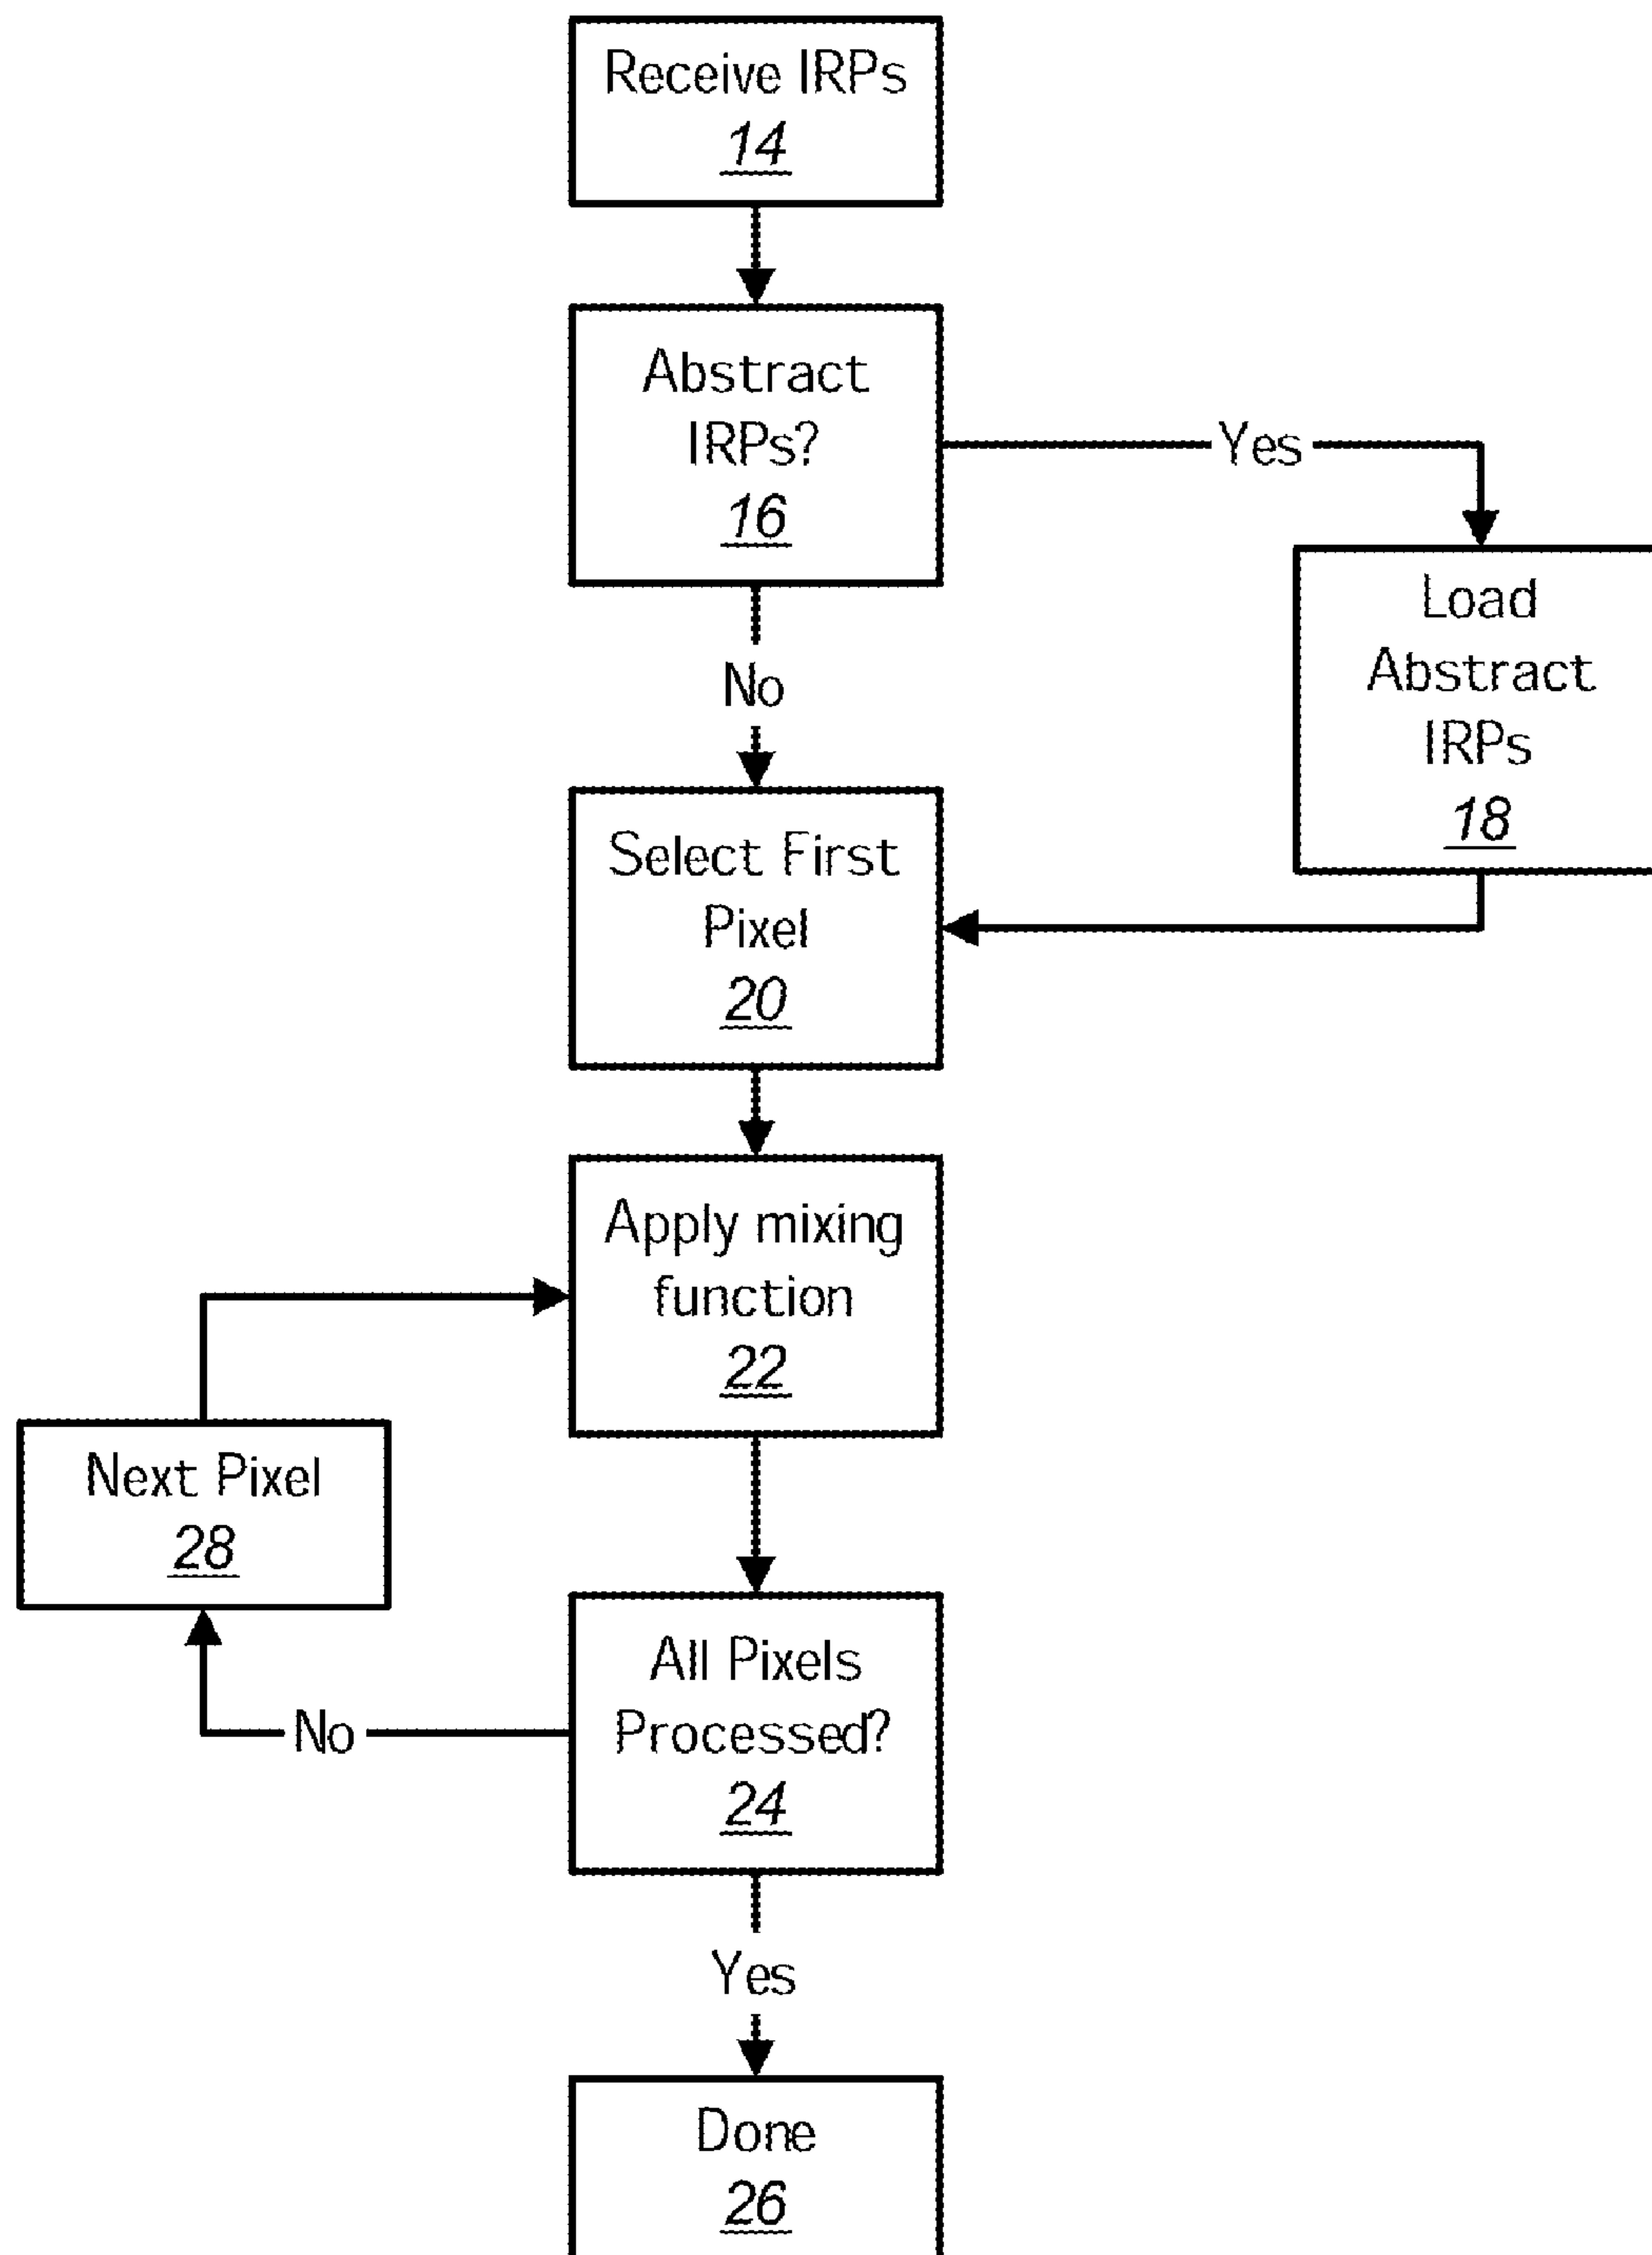 Receive IRPs
14
Abstract
IRPs?
16
Yes
No
Load
Abstract
IRPs
18
Select First
Pixel
20
Apply mixing
function
22
Next Pixel
28
All Pixels
Processed?
24
No
Yes
Done
26